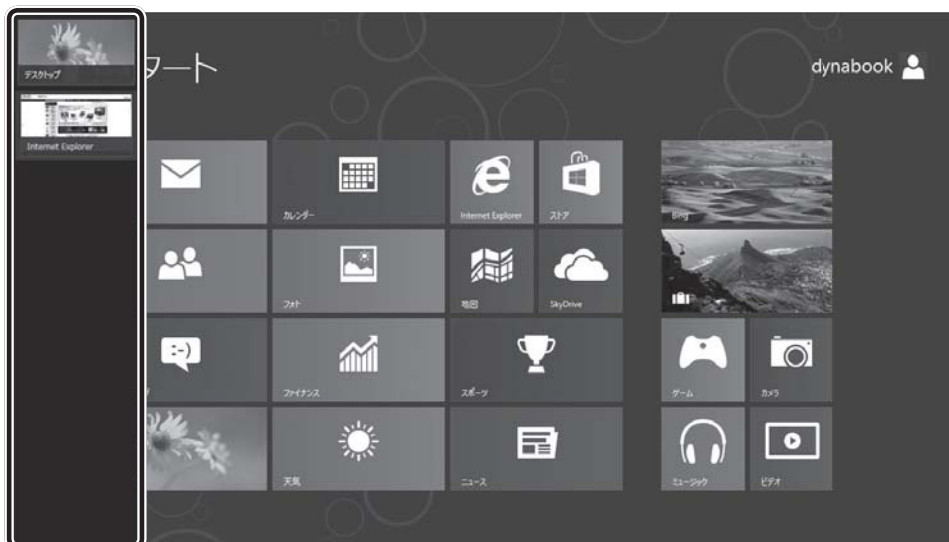 デスクトップ
Internet Explorer
タート
dynabook
カレンダー
Internet Explorer
ストア
Bing
フォト
地図
SkyDrive
ファイナンス
スポーツ
ゲーム
カメラ
天気
ニュース
ミュージック
ビデオ